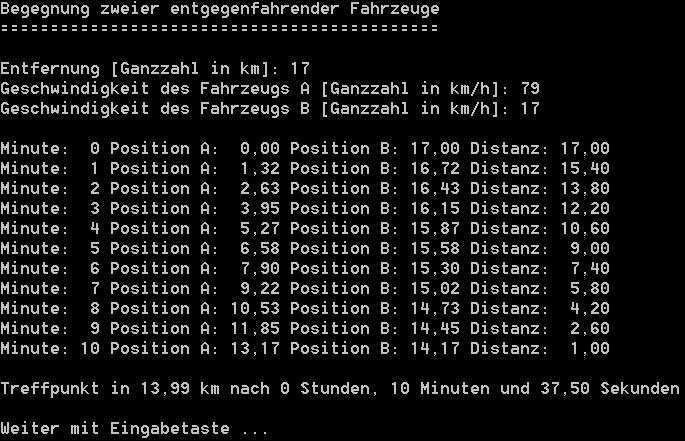 Begegnung zweier entgegenfahrender Fahrzeuge
============================================
Entfernung [Ganzzahl in km]: 17
Geschwindigkeit des Fahrzeugs A [Ganzzahl in km/h]: 79
Geschwindigkeit des Fahrzeugs B [Ganzzahl in km/h]: 17
Minute:  0 Position A:  0,00 Position B: 17,00 Distanz: 17,00
Minute:  1 Position A:  1,32 Position B: 16,72 Distanz: 15,40
Minute:  2 Position A:  2,63 Position B: 16,43 Distanz: 13,80
Minute:  3 Position A:  3,95 Position B: 16,15 Distanz: 12,20
Minute:  4 Position A:  5,27 Position B: 15,87 Distanz: 10,60
Minute:  5 Position A:  6,58 Position B: 15,58 Distanz:  9,00
Minute:  6 Position A:  7,90 Position B: 15,30 Distanz:  7,40
Minute:  7 Position A:  9,22 Position B: 15,02 Distanz:  5,80
Minute:  8 Position A: 10,53 Position B: 14,73 Distanz:  4,20
Minute:  9 Position A: 11,85 Position B: 14,45 Distanz:  2,60
Minute: 10 Position A: 13,17 Position B: 14,17 Distanz:  1,00
Treffpunkt in 13,99 km nach 0 Stunden, 10 Minuten und 37,50 Sekunden
Weiter mit Eingabetaste ...